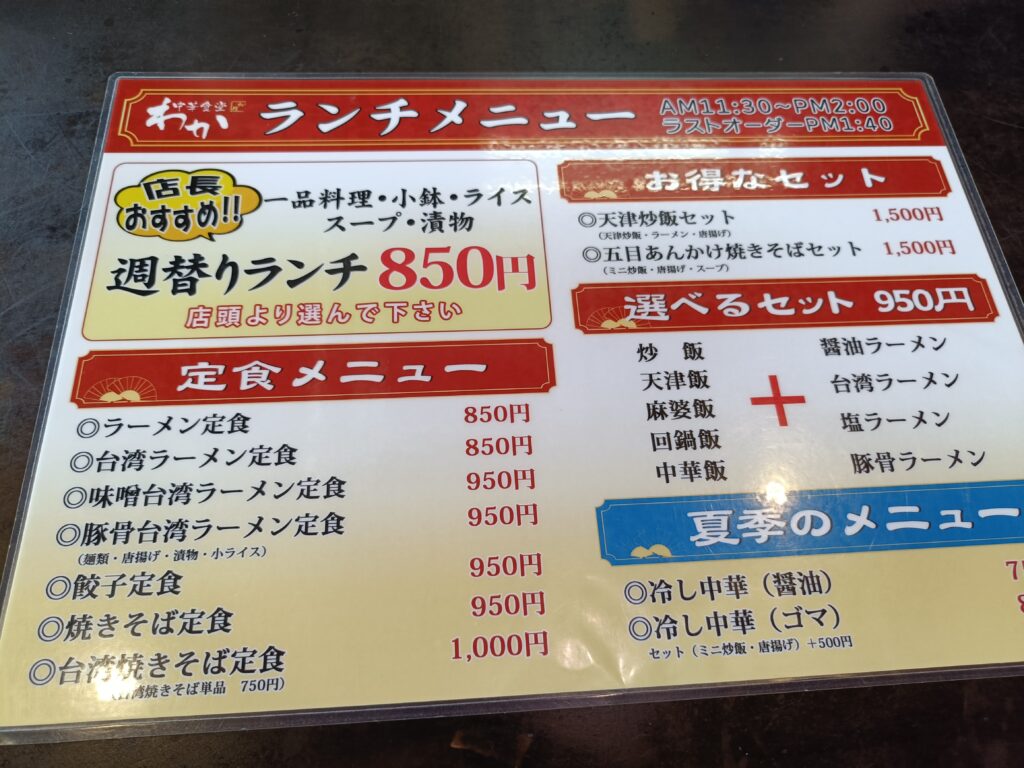 中華食堂
わか
ランチメニュー
AM11:30～PM2:00
ラストオーダーPM1:40
店長
おすすめ!!
一品料理・小鉢・ライス
スープ・漬物
週替りランチ 850円
店頭より選んで下さい
定食メニュー
◎ラーメン定食 850円
◎台湾ラーメン定食 850円
◎味噌台湾ラーメン定食 950円
◎豚骨台湾ラーメン定食 950円
(麺類・唐揚げ・漬物・小ライス)
◎餃子定食 950円
◎焼きそば定食 950円
◎台湾焼きそば定食 1,000円
(台湾焼きそば単品 750円)
お得なセット
◎天津炒飯セット 1,500円
(天津炒飯・ラーメン・唐揚げ)
◎五目あんかけ焼きそばセット 1,500円
(ミニ炒飯・唐揚げ・スープ)
選べるセット 950円
炒 飯
天津飯
麻婆飯
回鍋飯
中華飯
+
醤油ラーメン
台湾ラーメン
塩ラーメン
豚骨ラーメン
夏季のメニュー
◎冷し中華（醤油）
◎冷し中華（ゴマ）
セット（ミニ炒飯・唐揚げ）+500円